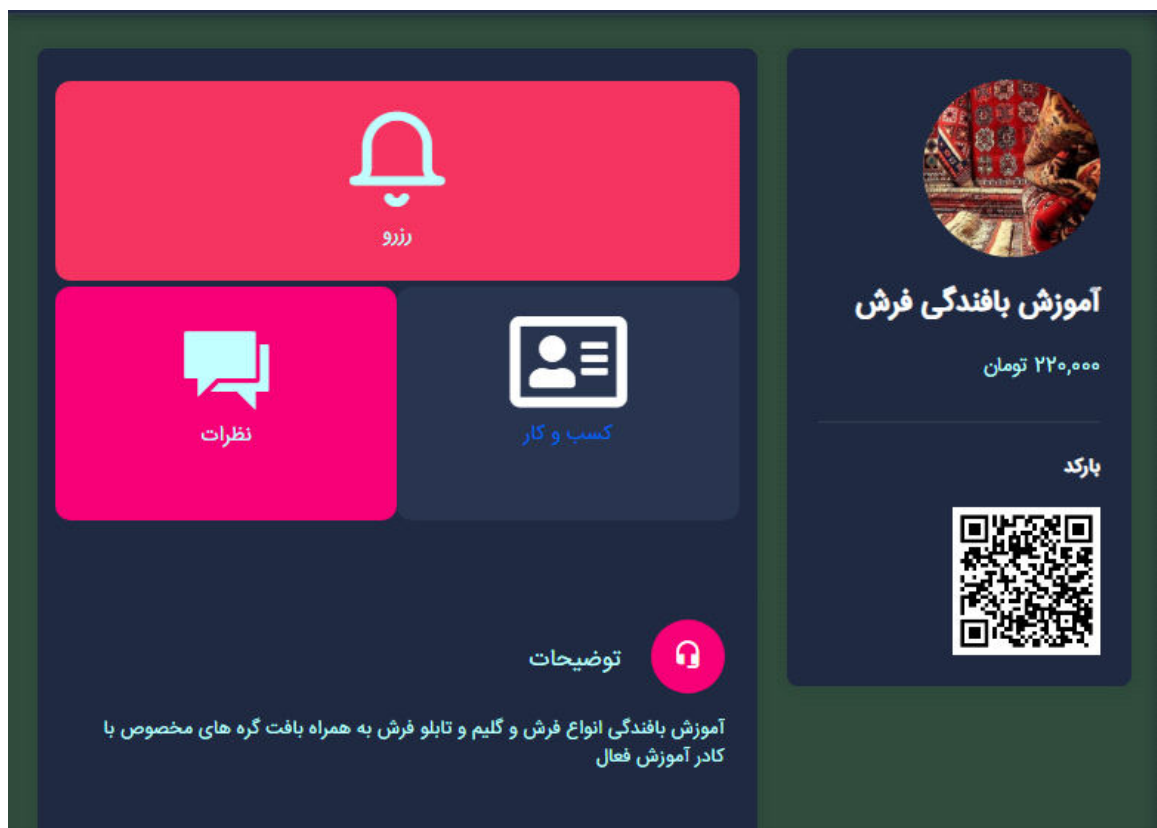 آموزش بافندگی فرش
۲۲۰,۰۰۰ تومان
بارکد
رزرو
کسب و کار
نظرات
توضیحات
آموزش بافندگی انواع فرش و گلیم و تابلو فرش به همراه بافت گره های مخصوص با
کادر آموزش فعال